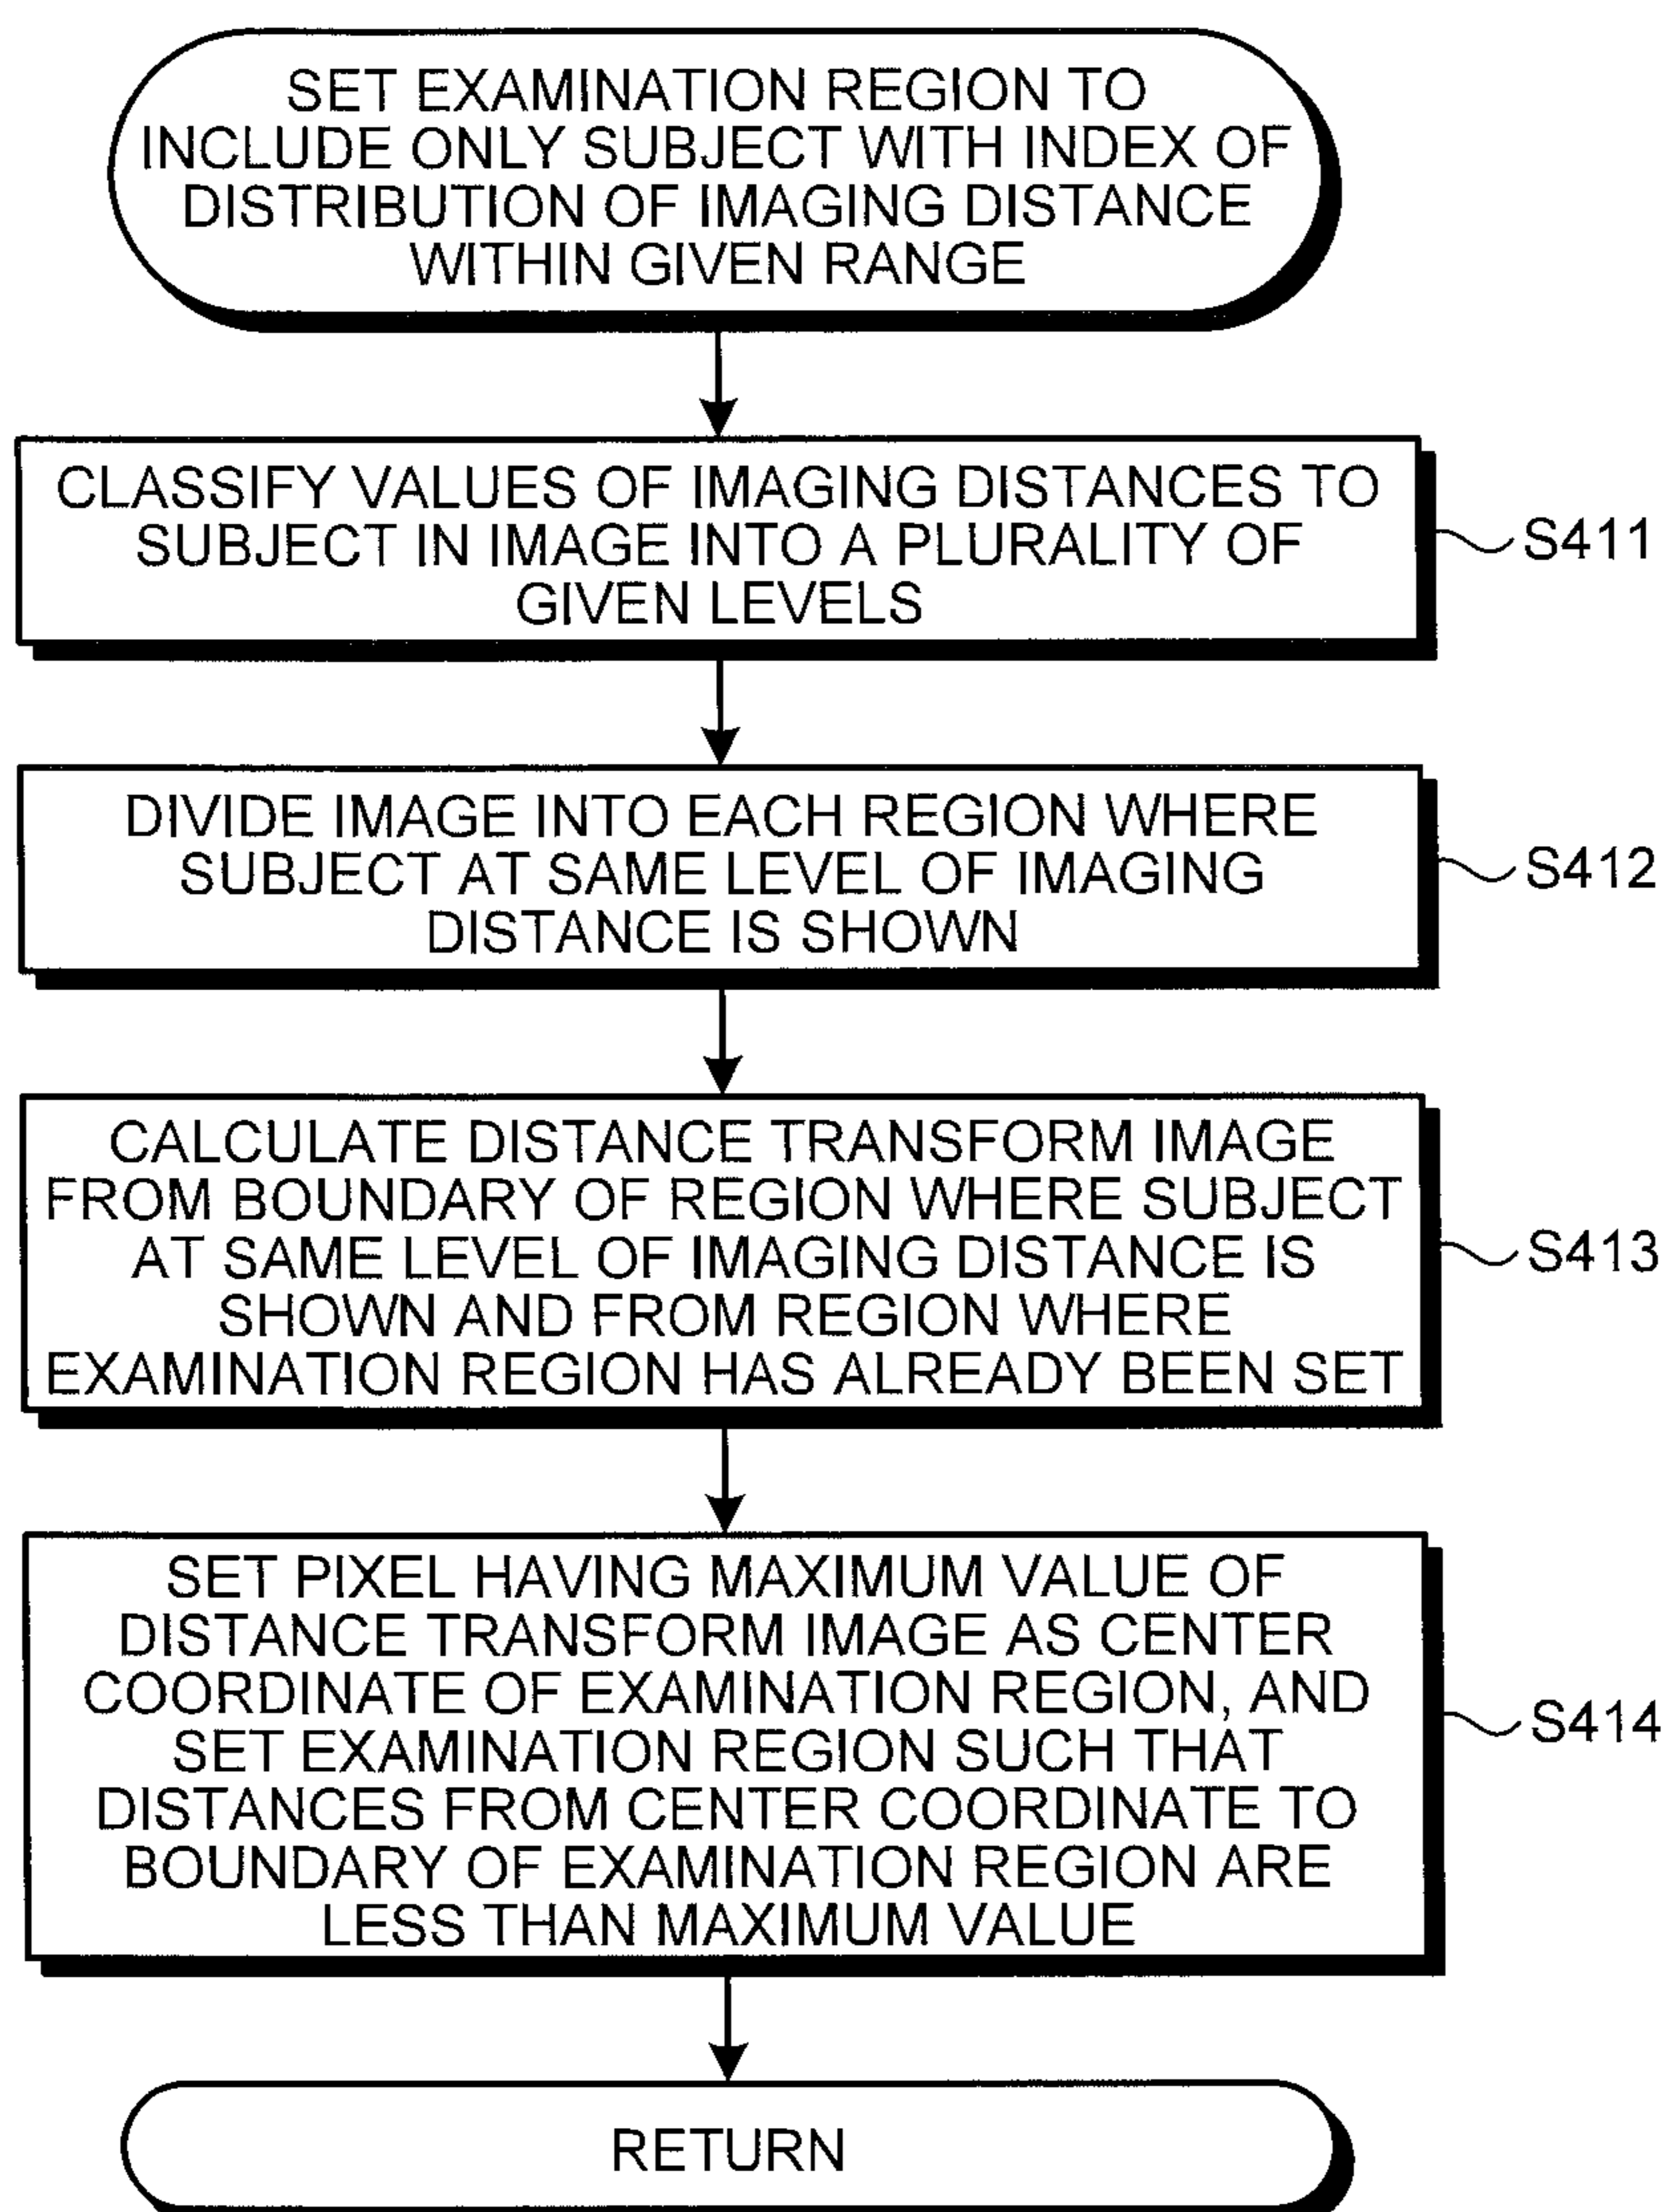 SET EXAMINATION REGION TO
INCLUDE ONLY SUBJECT WITH INDEX OF
DISTRIBUTION OF IMAGING DISTANCE
WITHIN GIVEN RANGE
CLASSIFY VALUES OF IMAGING DISTANCES TO
SUBJECT IN IMAGE INTO A PLURALITY OF
GIVEN LEVELS
S411
DIVIDE IMAGE INTO EACH REGION WHERE
SUBJECT AT SAME LEVEL OF IMAGING
DISTANCE IS SHOWN
S412
CALCULATE DISTANCE TRANSFORM IMAGE
FROM BOUNDARY OF REGION WHERE SUBJECT
AT SAME LEVEL OF IMAGING DISTANCE IS
SHOWN AND FROM REGION WHERE
EXAMINATION REGION HAS ALREADY BEEN SET
S413
SET PIXEL HAVING MAXIMUM VALUE OF
DISTANCE TRANSFORM IMAGE AS CENTER
COORDINATE OF EXAMINATION REGION, AND
SET EXAMINATION REGION SUCH THAT
DISTANCES FROM CENTER COORDINATE TO
BOUNDARY OF EXAMINATION REGION ARE
LESS THAN MAXIMUM VALUE
S414
RETURN